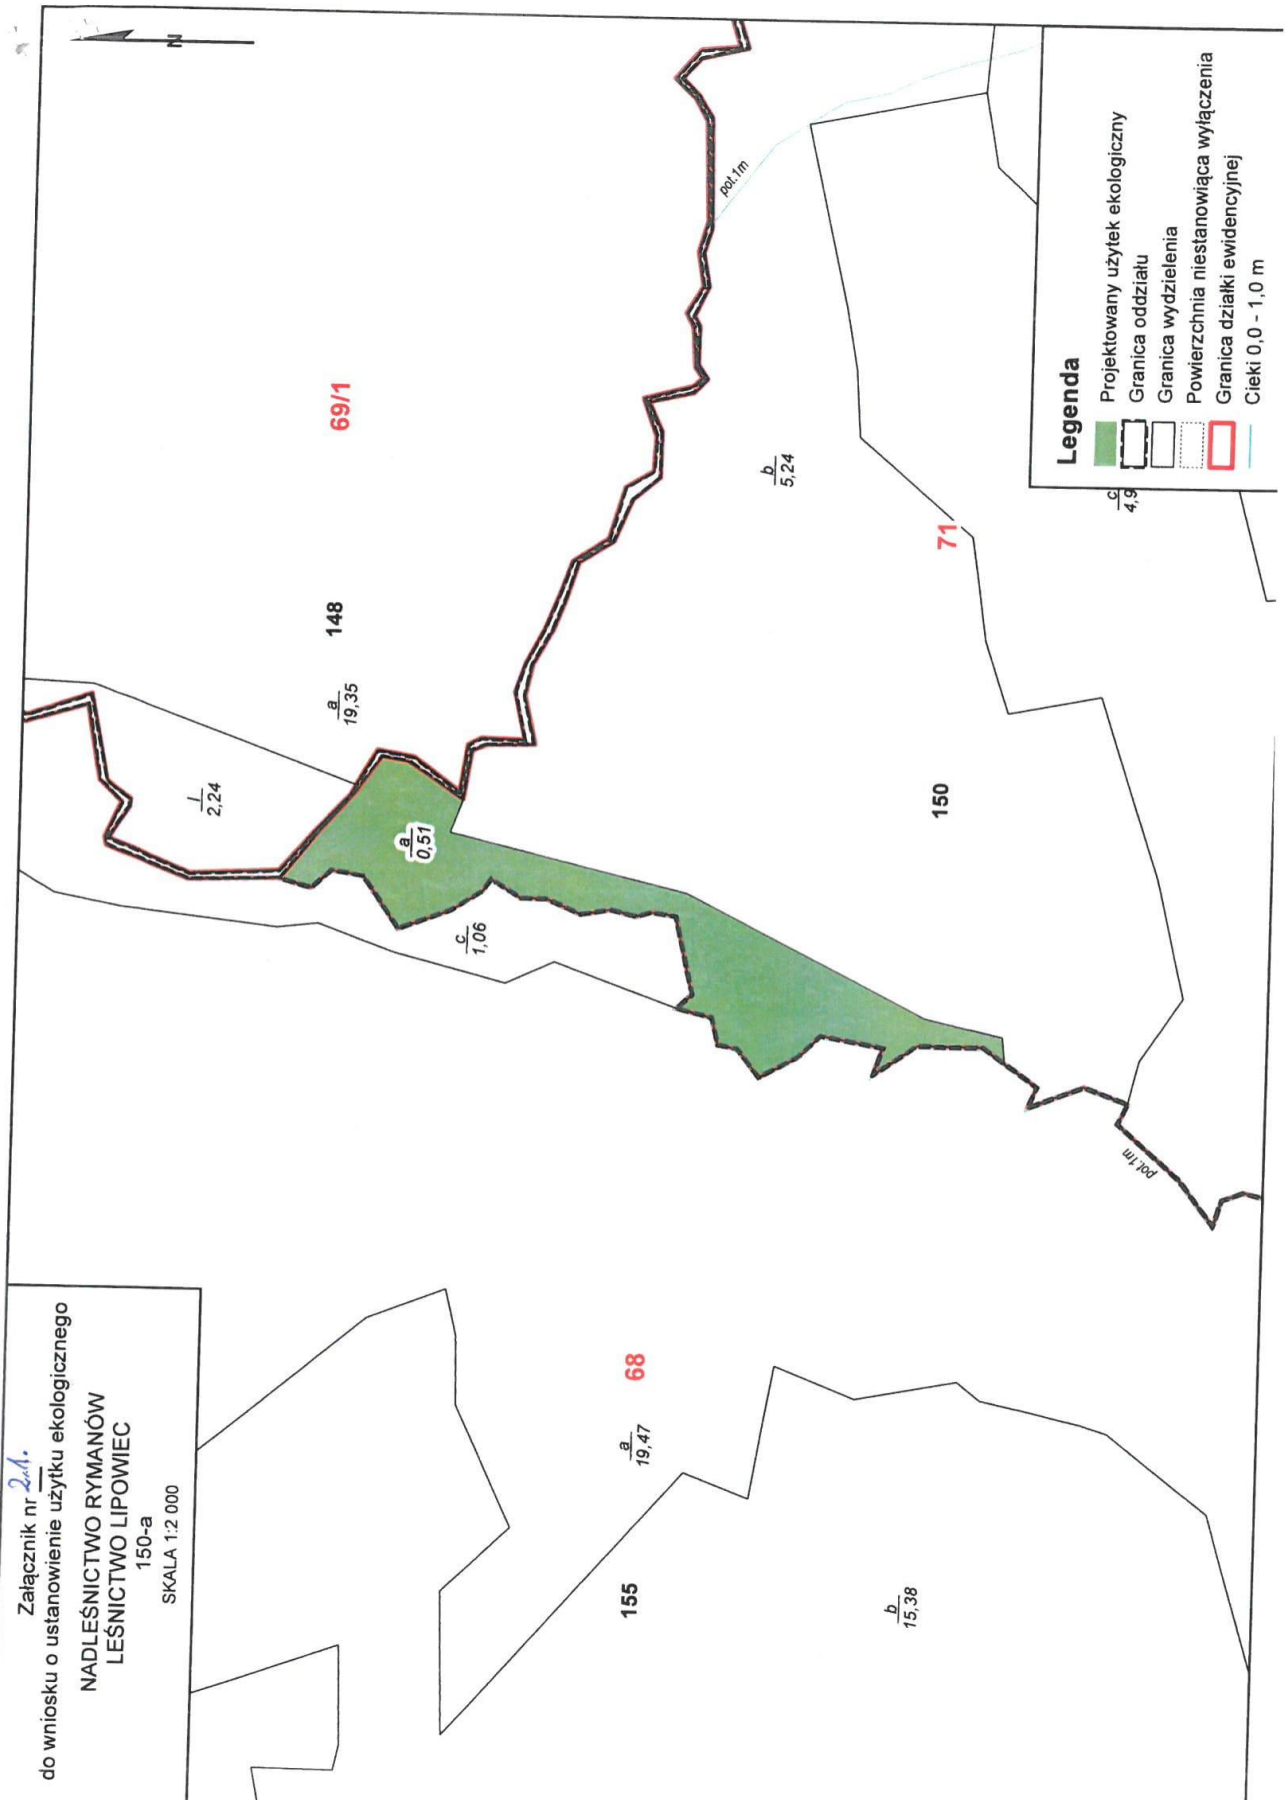 Załącznik nr 2.1.
do wniosku o ustanowienie użytku ekologicznego
NADLEŚNICTWO RYMANÓW
LEŚNICTWO LIPOWIEC
150-a
SKALA 1:2 000
N
l
2,24
a
19,35
148
69/1
a
0,51
c
1,06
pot.1m
b
5,24
71
150
c
4,9
68
a
19,47
155
b
15,38
pot.1m
Legenda
Projektowany użytek ekologiczny
Granica oddziału
Granica wydzielenia
Powierzchnia niestanowiąca wyłączenia
Granica działki ewidencyjnej
Cieki 0,0 - 1,0 m